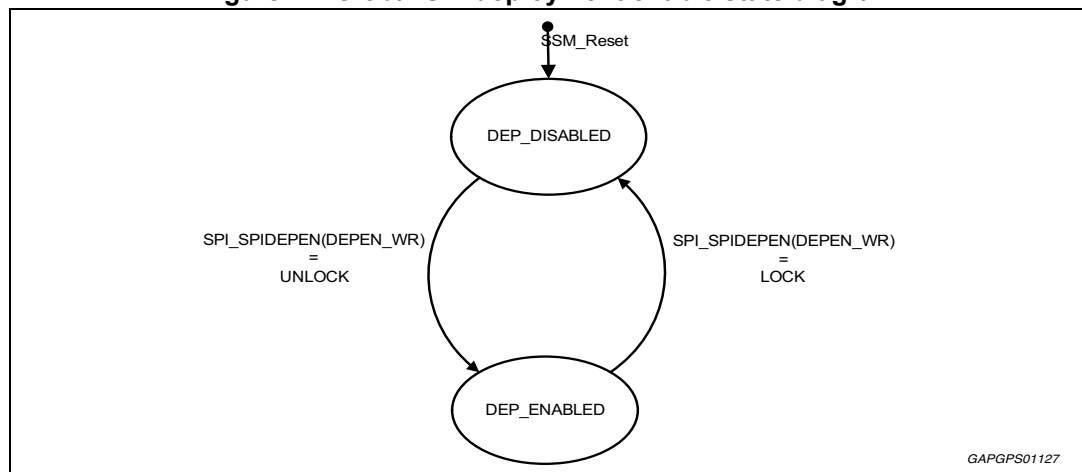 SSM_Reset
DEP_DISABLED
SPI_SPIDEPEN(DEPEN_WR)
=
UNLOCK
SPI_SPIDEPEN(DEPEN_WR)
=
LOCK
DEP_ENABLED
GAPGPS01127